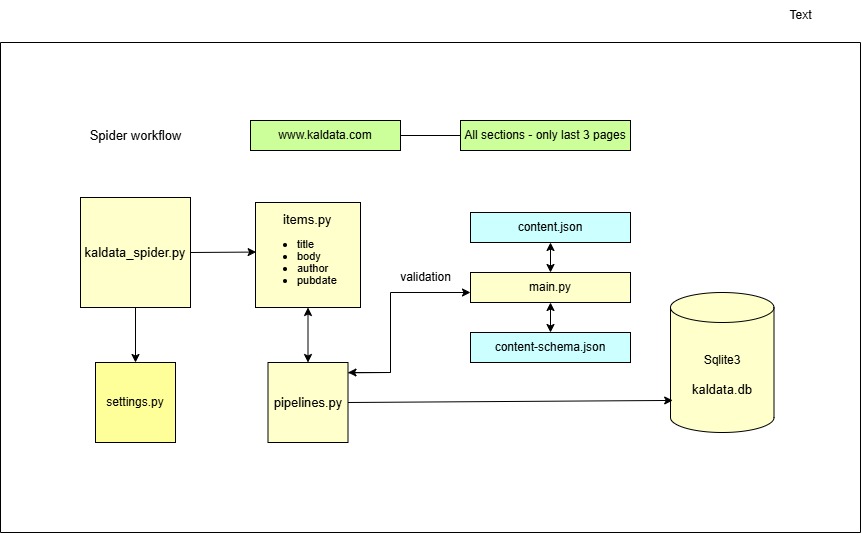 Text
Spider workflow
www.kaldata.com
All sections - only last 3 pages
kaldata_spider.py
items.py
title
body
author
pubdate
content.json
validation
main.py
content-schema.json
Sqlite3
kaldata.db
settings.py
pipelines.py